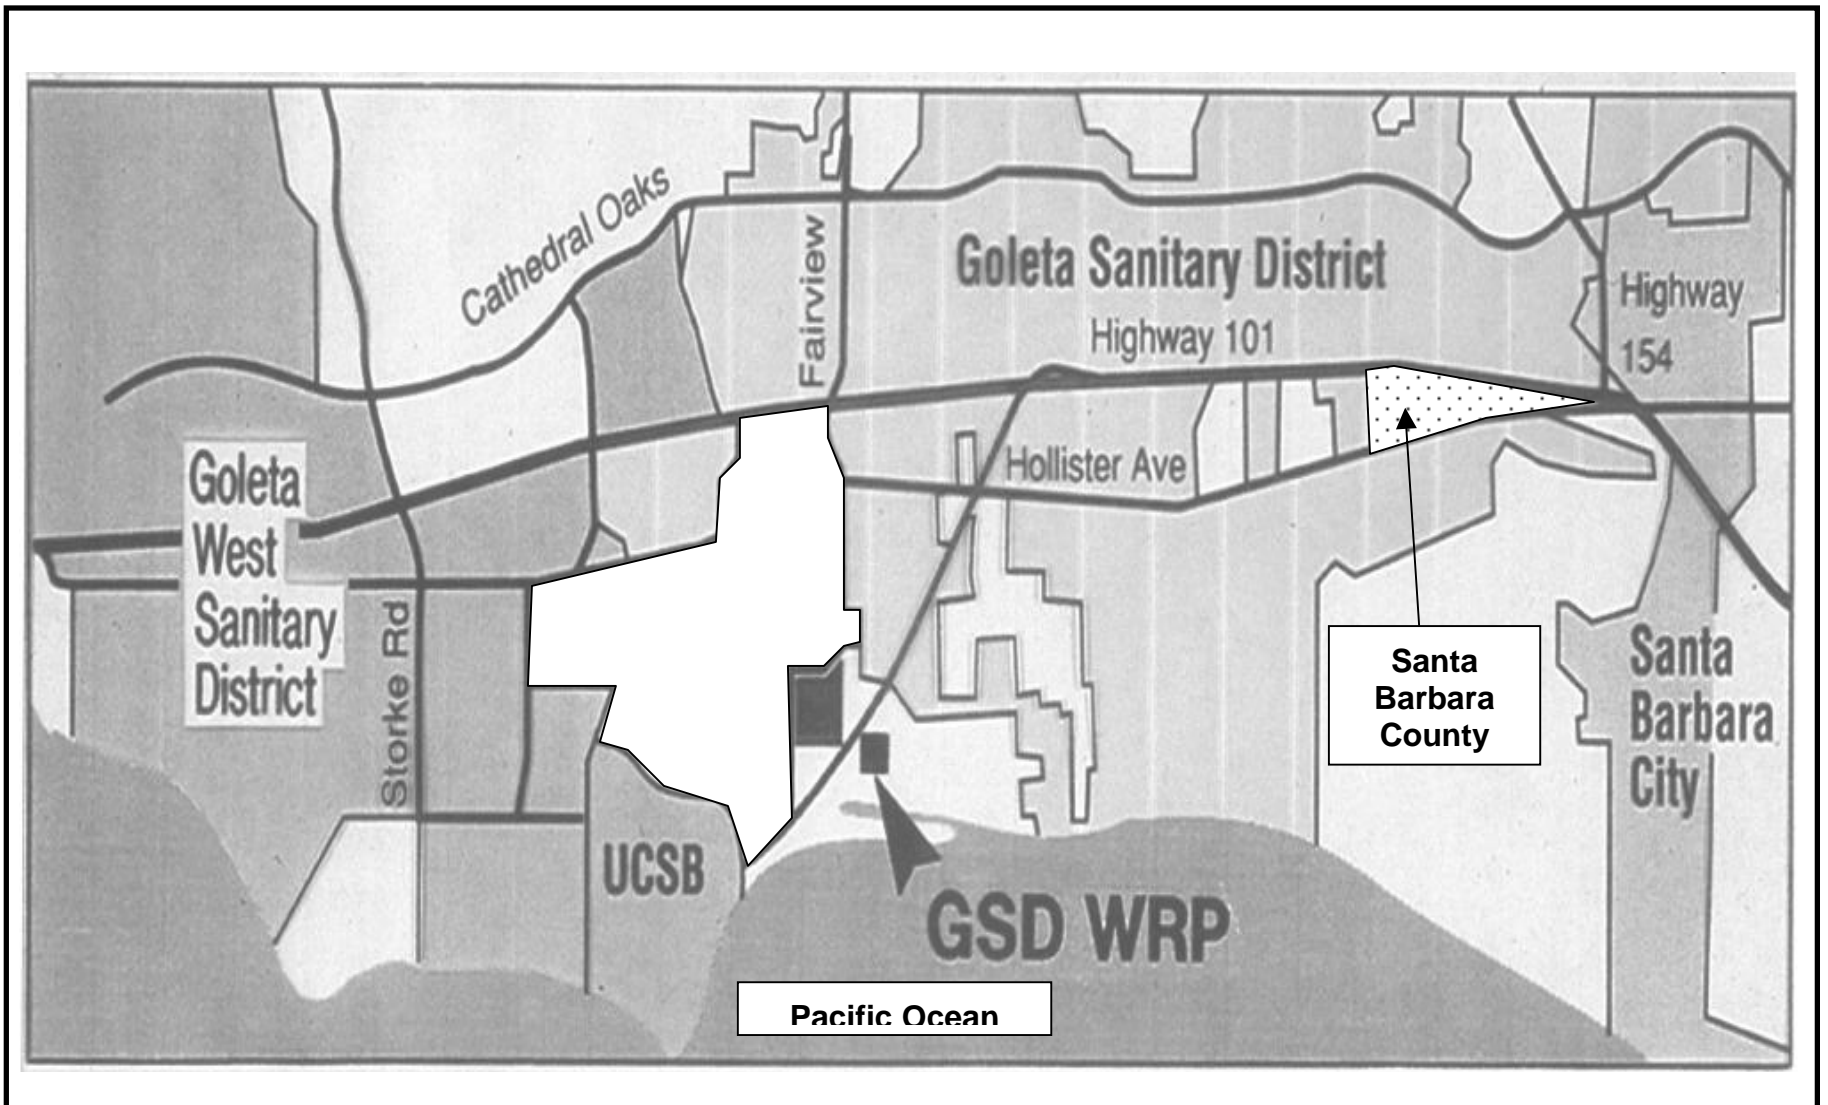 Cathedral Oaks
Fairview
Goleta Sanitary District
Highway 101
Highway
154
Hollister Ave
Goleta
West
Sanitary
District
Storke Rd
Santa
Barbara
County
Santa
Barbara
City
UCSB
GSD WRP
Pacific Ocean